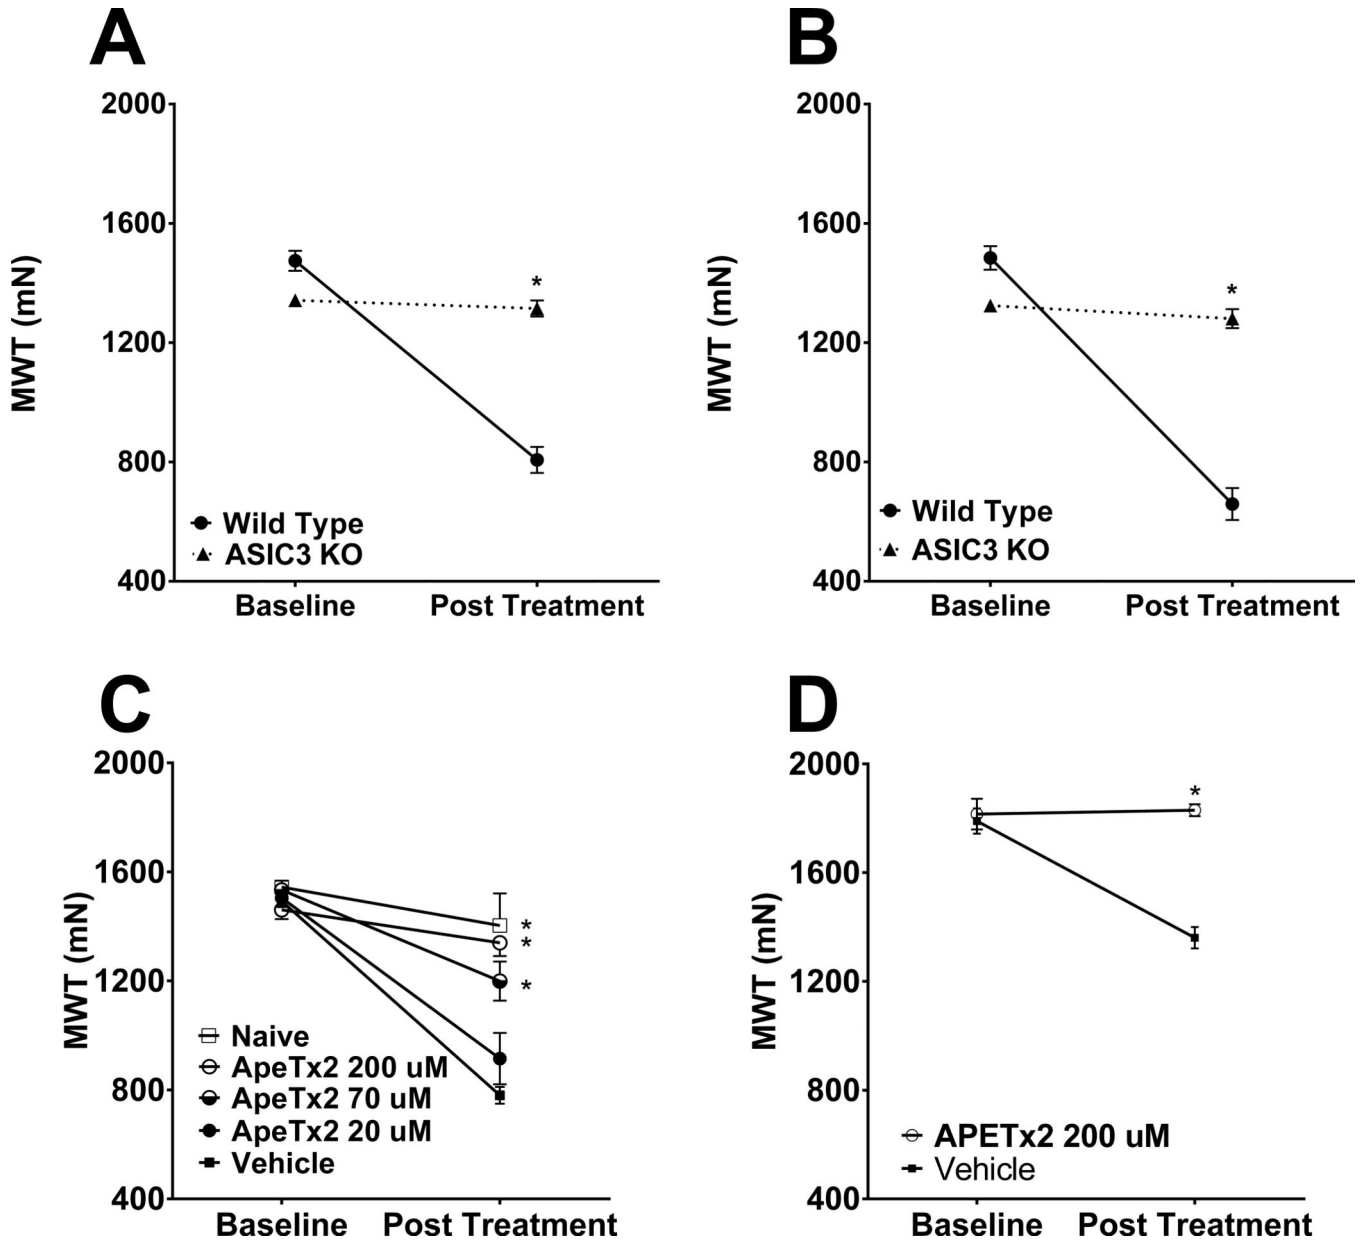 A
2000
1600
1200
800
400
MWT (mN)
*
Wild Type
ASIC3 KO
Baseline
Post Treatment
B
2000
1600
1200
800
400
MWT (mN)
*
Wild Type
ASIC3 KO
Baseline
Post Treatment
C
2000
1600
1200
800
400
MWT (mN)
*
*
*
Naive
ApeTx2 200 uM
ApeTx2 70 uM
ApeTx2 20 uM
Vehicle
Baseline
Post Treatment
D
2000
1600
1200
800
400
MWT (mN)
*
APETx2 200 uM
Vehicle
Baseline
Post Treatment